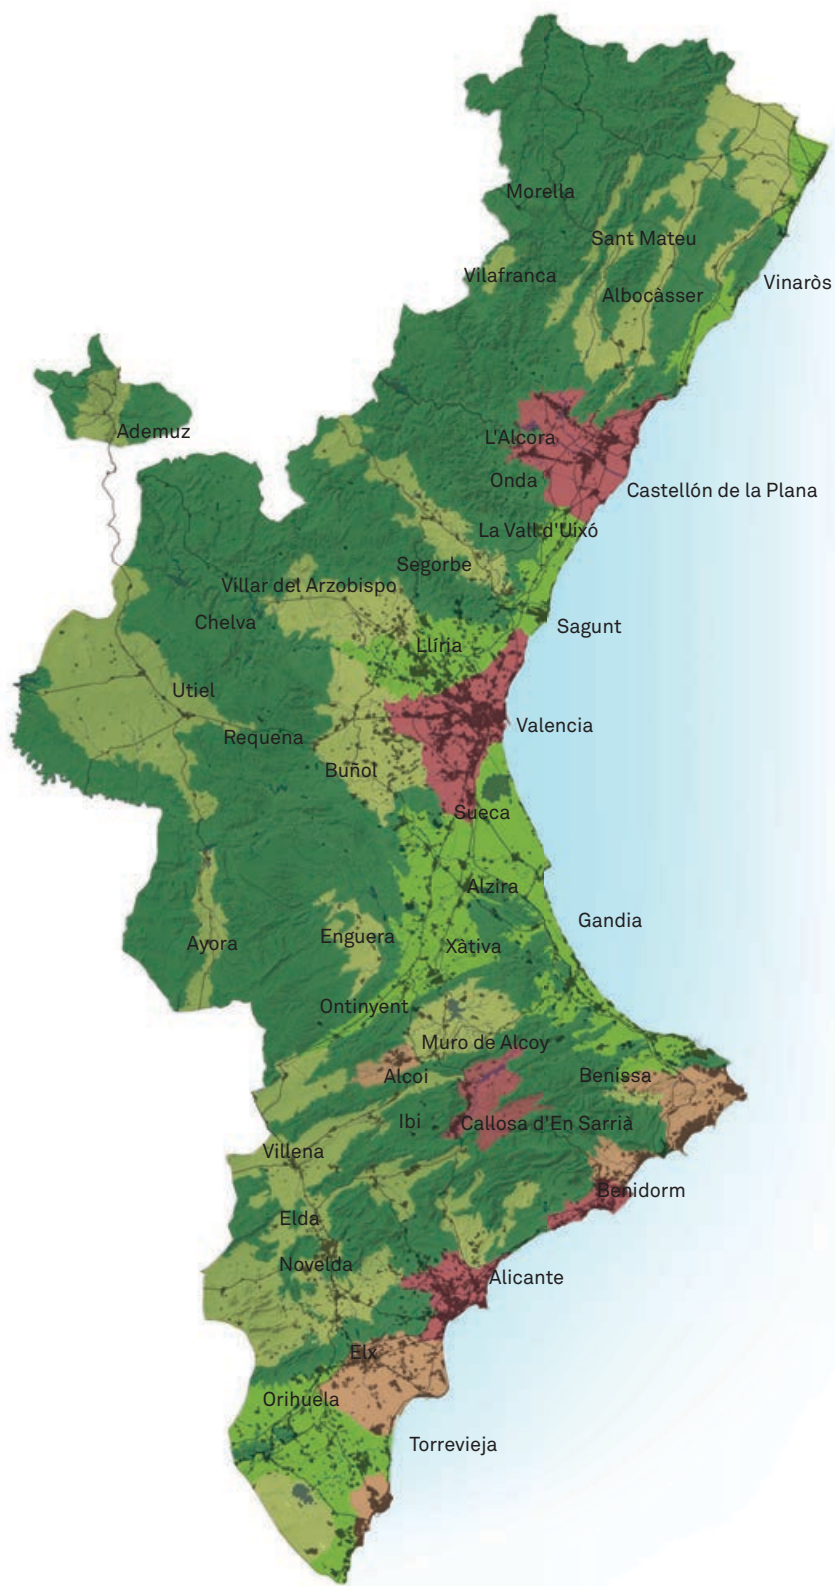 Morella
Sant Mateu
Vilafranca
Albocàsser
Vinaròs
Ademuz
L'Alcora
Onda
Castellón de la Plana
La Vall d'Uixó
Segorbe
Villar del Arzobispo
Chelva
Sagunt
Llíria
Utiel
Requena
Valencia
Buñol
Sueca
Alzira
Gandia
Enguera
Ayora
Xàtiva
Ontinyent
Muro de Alcoy
Alcoi
Benissa
Ibi
Callosa d'En Sarrià
Villena
Benidorm
Elda
Novelda
Alicante
Elx
Orihuela
Torrevieja